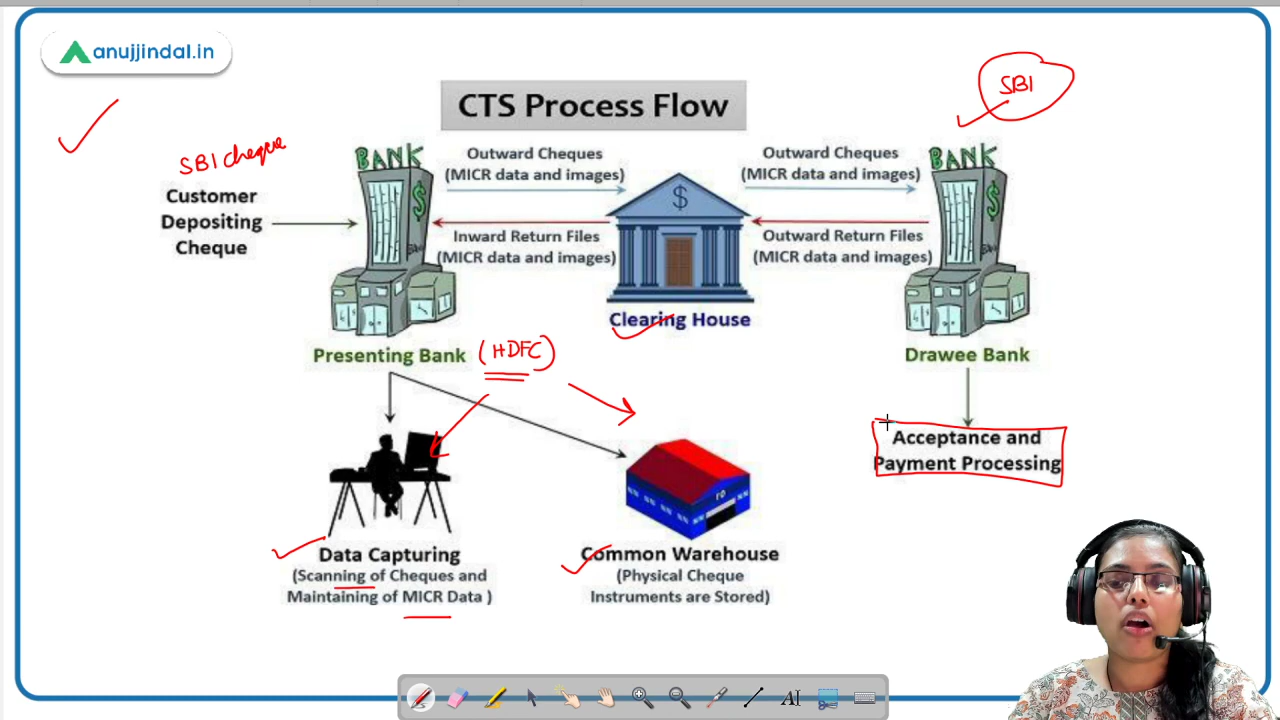 anujjindal.in
SBI
CTS Process Flow
SBI cheque
BANK
Outward Cheques
(MICR data and images)
Outward Cheques
(MICR data and images)
BANK
Customer
Depositing
Cheque
$
$
$
Inward Return Files
(MICR data and images)
Outward Return Files
(MICR data and images)
Clearing House
Presenting Bank
(HDFC)
Drawee Bank
Acceptance and
Payment Processing
Data Capturing
(Scanning of Cheques and
Maintaining of MICR Data )
Common Warehouse
(Physical Cheque
Instruments are Stored)
AI